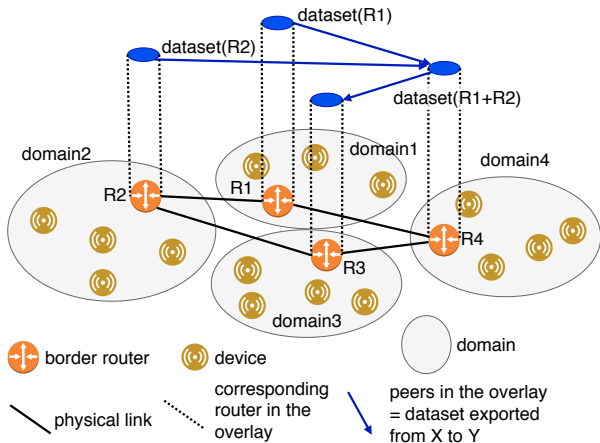 dataset(R1)
dataset(R2)
dataset(R1+R2)
domain2
domain1
domain4
R2
R1
R4
R3
domain3
border router
device
domain
physical link
corresponding
router in the
overlay
peers in the overlay
= dataset exported
from X to Y